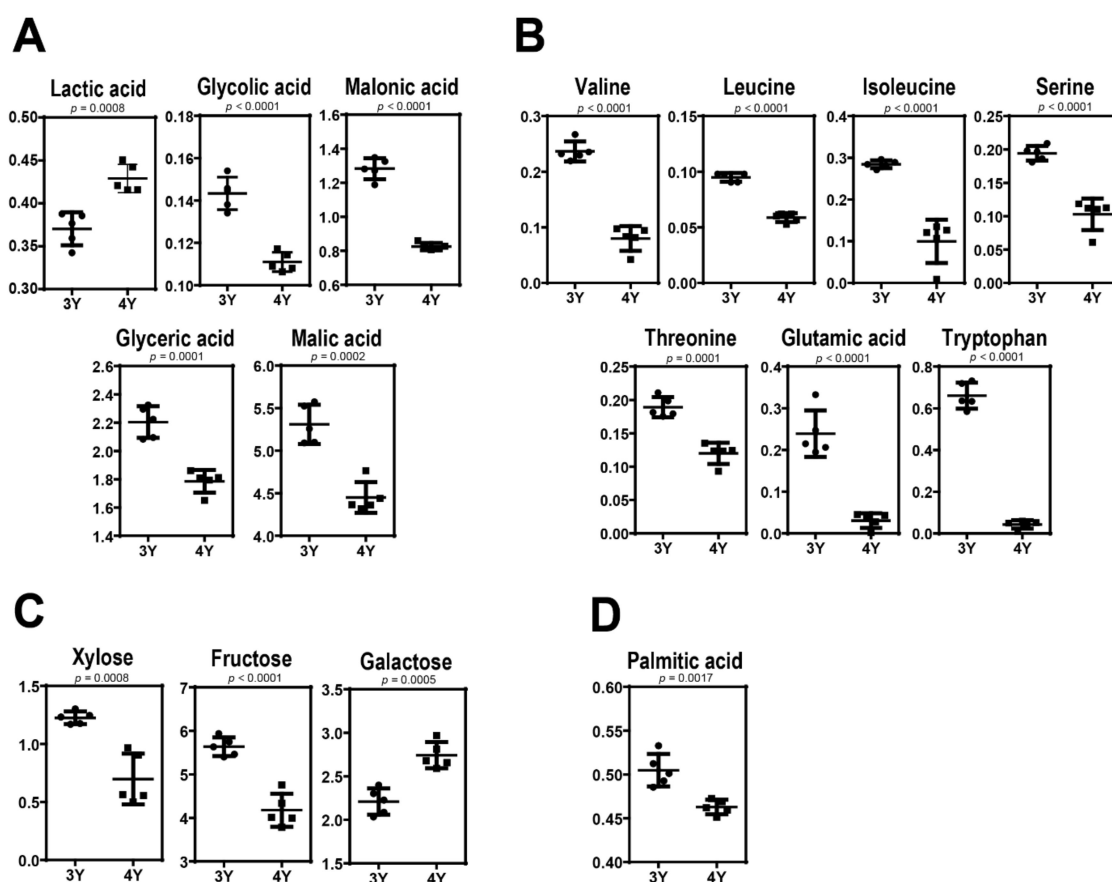 A
B
Lactic acid
p = 0.0008
0.50
0.45
0.40
0.35
0.30
3Y 4Y
Glycolic acid
p < 0.0001
0.18
0.16
0.14
0.12
0.10
3Y 4Y
Malonic acid
p < 0.0001
1.6
1.4
1.2
1.0
0.8
0.6
3Y 4Y
Glyceric acid
p = 0.0001
2.6
2.4
2.2
2.0
1.8
1.6
1.4
3Y 4Y
Malic acid
p = 0.0002
6.0
5.5
5.0
4.5
4.0
3Y 4Y
Valine
p < 0.0001
0.3
0.2
0.1
0.0
3Y 4Y
Leucine
p < 0.0001
0.15
0.10
0.05
0.00
3Y 4Y
Isoleucine
p < 0.0001
0.4
0.3
0.2
0.1
0.0
3Y 4Y
Serine
p < 0.0001
0.25
0.20
0.15
0.10
0.05
0.00
3Y 4Y
Threonine
p = 0.0001
0.25
0.20
0.15
0.10
0.05
0.00
3Y 4Y
Glutamic acid
p < 0.0001
0.4
0.3
0.2
0.1
0.0
3Y 4Y
Tryptophan
p < 0.0001
0.8
0.6
0.4
0.2
0.0
3Y 4Y
C
Xylose
p = 0.0008
1.5
1.0
0.5
0.0
3Y 4Y
Fructose
p < 0.0001
7
6
5
4
3
3Y 4Y
Galactose
p = 0.0005
3.5
3.0
2.5
2.0
1.5
3Y 4Y
D
Palmitic acid
p = 0.0017
0.60
0.55
0.50
0.45
0.40
3Y 4Y